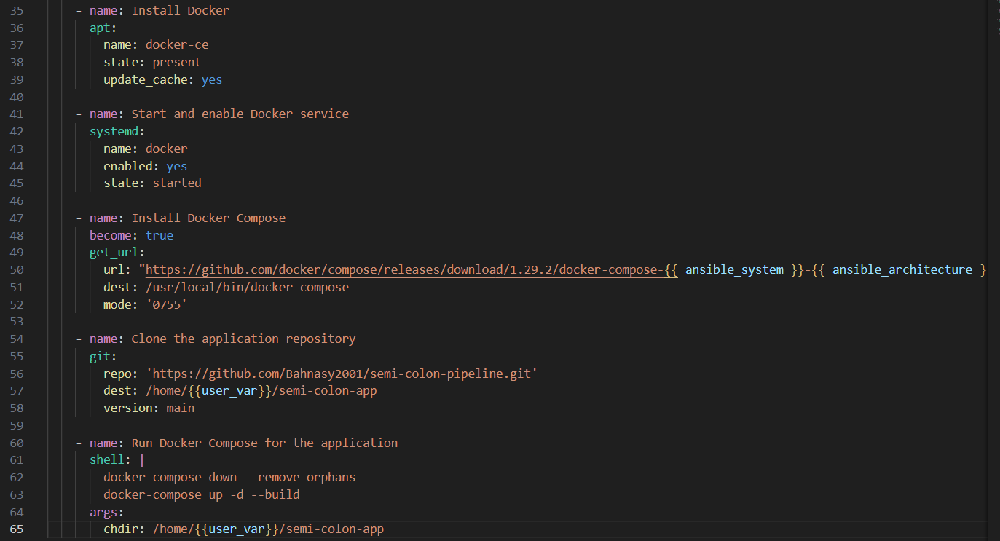 35 - name: Install Docker
36 apt:
37 name: docker-ce
38 state: present
39 update_cache: yes
40
41 - name: Start and enable Docker service
42 systemd:
43 name: docker
44 enabled: yes
45 state: started
46
47 - name: Install Docker Compose
48 become: true
49 get_url:
50 url: "https://github.com/docker/compose/releases/download/1.29.2/docker-compose-{{ ansible_system }}-{{ ansible_architecture }
51 dest: /usr/local/bin/docker-compose
52 mode: '0755'
53
54 - name: Clone the application repository
55 git:
56 repo: 'https://github.com/Bahnasy2001/semi-colon-pipeline.git'
57 dest: /home/{{user_var}}/semi-colon-app
58 version: main
59
60 - name: Run Docker Compose for the application
61 shell: |
62 docker-compose down --remove-orphans
63 docker-compose up -d --build
64 args:
65 chdir: /home/{{user_var}}/semi-colon-app